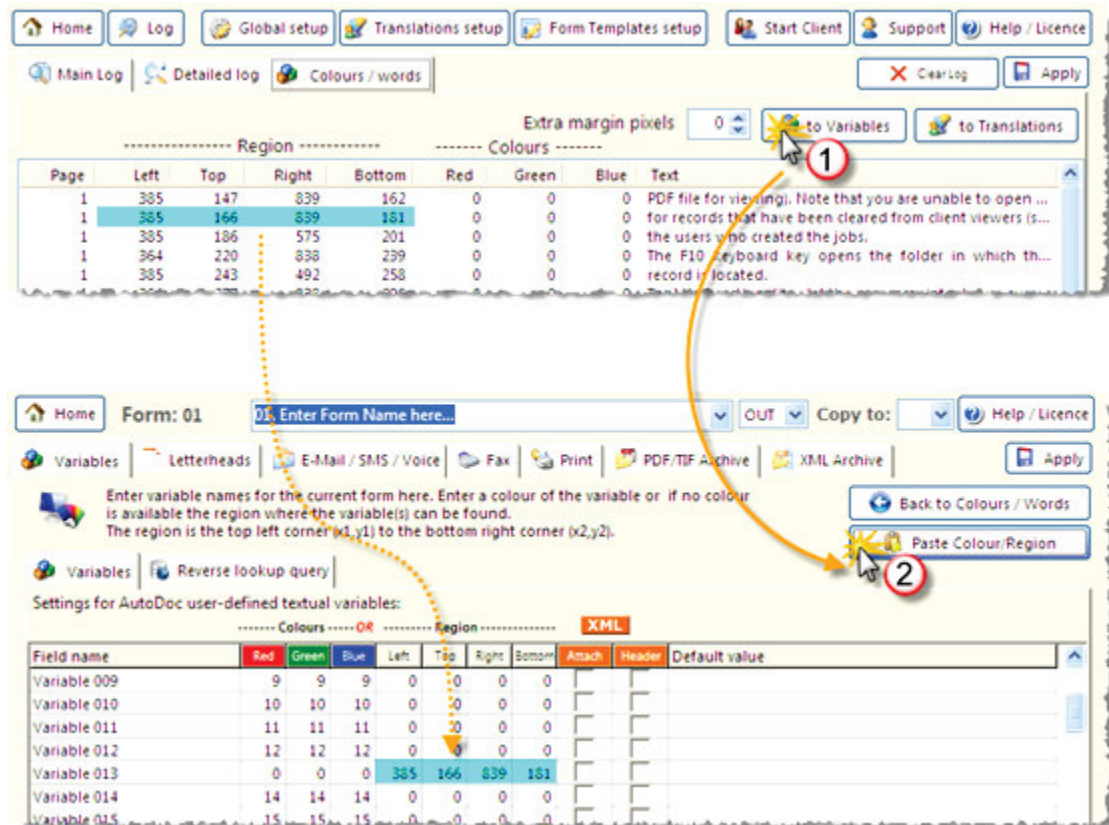 Home Log Global setup Translations setup Form Templates setup Start Client Support Help / Licence
Main Log Detailed log Colours / words Clear Log Apply
Extra margin pixels 0 to Variables to Translations
1
---------------- Region ------------ ------- Colours -------
Page Left Top Right Bottom Red Green Blue Text
1 385 147 839 162 0 0 0 PDF file for viewing). Note that you are unable to open ...
1 385 166 839 181 0 0 0 for records that have been cleared from client viewers (s...
1 385 186 575 201 0 0 0 the users who created the jobs.
1 364 220 838 239 0 0 0 The F10 keyboard key opens the folder in which th...
1 385 243 492 258 0 0 0 record is located.
Home Form: 01 01. Enter Form Name here... OUT Copy to: Help / Licence
Variables Letterheads E-Mail / SMS / Voice Fax Print PDF/TIF Archive XML Archive Apply
Enter variable names for the current form here. Enter a colour of the variable or if no colour
is available the region where the variable(s) can be found.
The region is the top left corner (x1,y1) to the bottom right corner (x2,y2).
Back to Colours / Words
Paste Colour/Region
2
Variables Reverse lookup query
Settings for AutoDoc user-defined textual variables:
------- Colours ----- OR --------- Region -------------- XML
Field name Red Green Blue Left Top Right Bottom Attach Header Default value
Variable 009 9 9 9 0 0 0 0
Variable 010 10 10 10 0 0 0 0
Variable 011 11 11 11 0 0 0 0
Variable 012 12 12 12 0 0 0 0
Variable 013 0 0 0 385 166 839 181
Variable 014 14 14 14 0 0 0 0
Variable 015 15 15 15 0 0 0 0